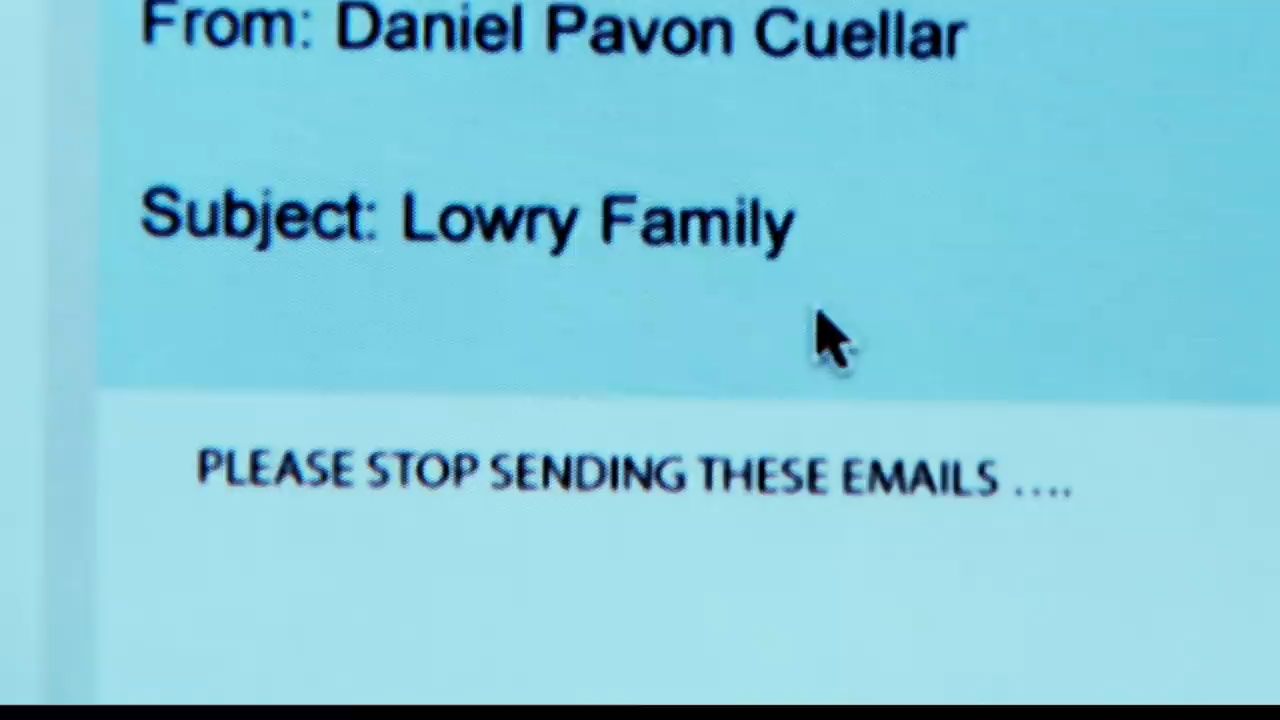 From: Daniel Pavon Cuellar
Subject: Lowry Family
PLEASE STOP SENDING THESE EMAILS ....